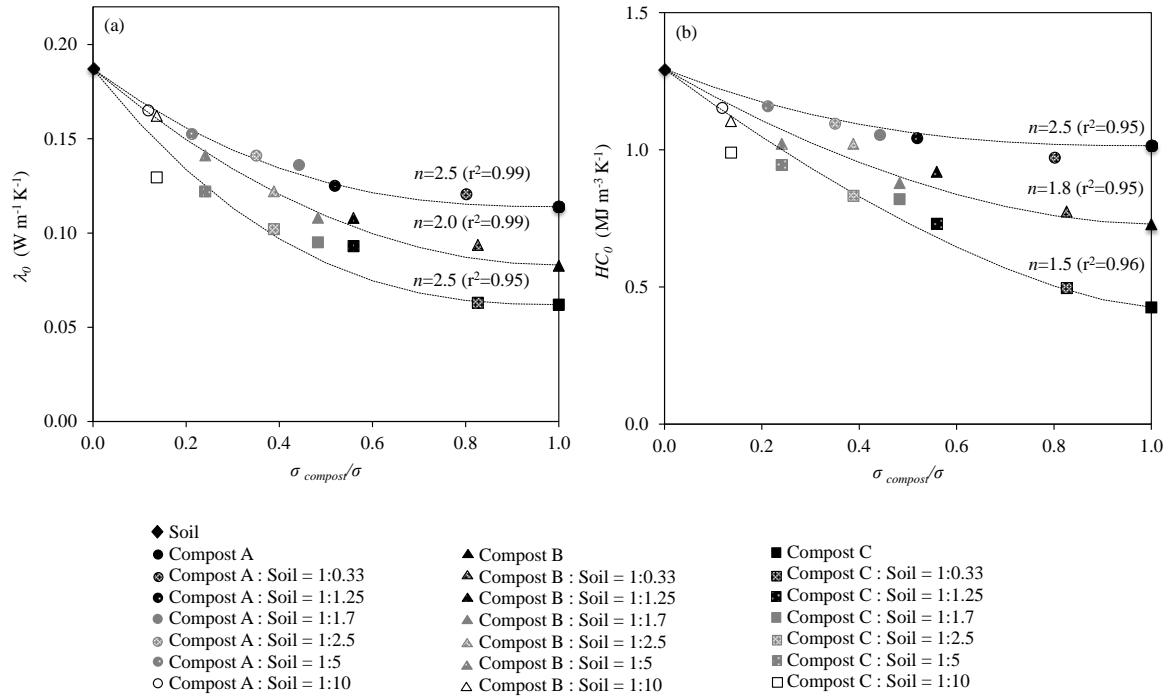 (a)
0.20
0.15
0.10
0.05
0.00
λ0 (W m-1 K-1)
n=2.5 (r2=0.99)
n=2.0 (r2=0.99)
n=2.5 (r2=0.95)
0.0 0.2 0.4 0.6 0.8 1.0
σ compost/σ
(b)
1.5
1.0
0.5
0.0
HC0 (MJ m-3 K-1)
n=2.5 (r2=0.95)
n=1.8 (r2=0.95)
n=1.5 (r2=0.96)
0.0 0.2 0.4 0.6 0.8 1.0
σ compost/σ
Soil
Compost A
Compost A : Soil = 1:0.33
Compost A : Soil = 1:1.25
Compost A : Soil = 1:1.7
Compost A : Soil = 1:2.5
Compost A : Soil = 1:5
Compost A : Soil = 1:10
Compost B
Compost B : Soil = 1:0.33
Compost B : Soil = 1:1.25
Compost B : Soil = 1:1.7
Compost B : Soil = 1:2.5
Compost B : Soil = 1:5
Compost B : Soil = 1:10
Compost C
Compost C : Soil = 1:0.33
Compost C : Soil = 1:1.25
Compost C : Soil = 1:1.7
Compost C : Soil = 1:2.5
Compost C : Soil = 1:5
Compost C : Soil = 1:10